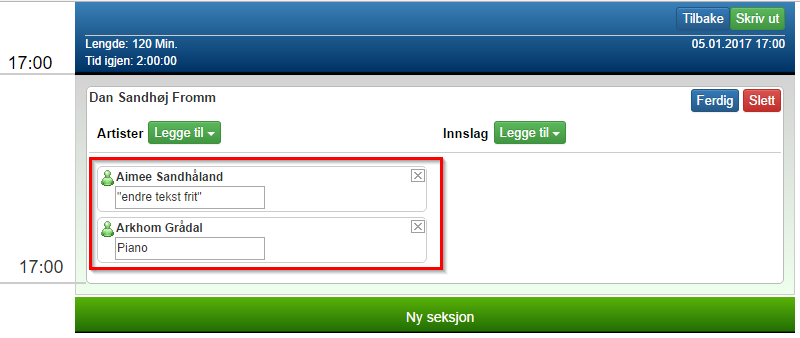 Tilbake Skriv ut
Lengde: 120 Min. 05.01.2017 17:00
Tid igjen: 2:00:00
17:00
Dan Sandhøj Fromm Ferdig Slett
Artister Legge til Innslag Legge til
Aimee Sandhåland
"endre tekst frit"
Arkhom Grådal
Piano
17:00
Ny seksjon